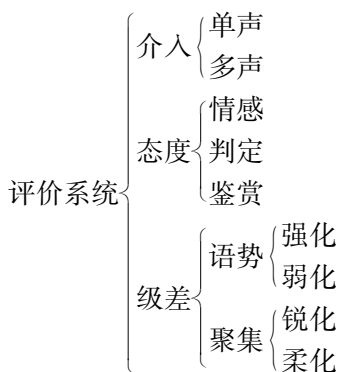 单声
介入
多声
情感
态度
判定
鉴赏
评价系统
强化
语势
弱化
级差
锐化
聚集
柔化